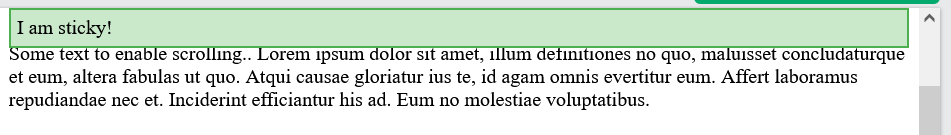 I am sticky!
Some text to enable scrolling.. Lorem ipsum dolor sit amet, illum definitiones no quo, maluisset concludaturque
et eum, altera fabulas ut quo. Atqui causae gloriatur ius te, id agam omnis evertitur eum. Affert laboramus
repudiandae nec et. Inciderint efficiantur his ad. Eum no molestiae voluptatibus.